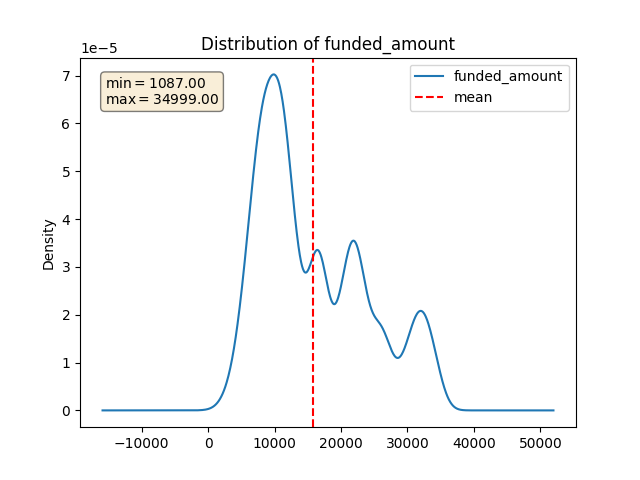 Distribution of funded_amount
1e−5
min = 1087.00
max = 34999.00
funded_amount
mean
Density
7
6
5
4
3
2
1
0
−10000 0 10000 20000 30000 40000 50000